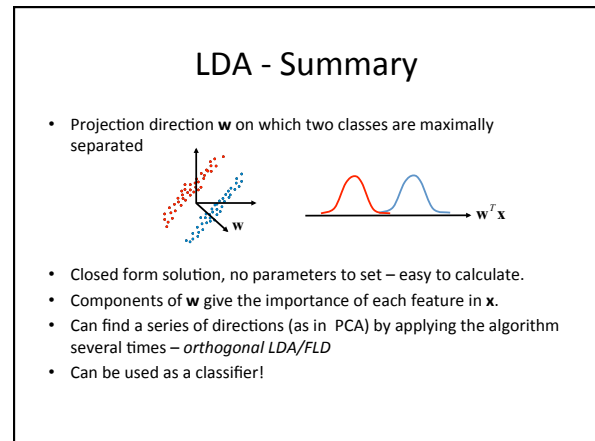 LDA - Summary
• Projection direction w on which two classes are maximally
separated
w
w^T x
• Closed form solution, no parameters to set – easy to calculate.
• Components of w give the importance of each feature in x.
• Can find a series of directions (as in PCA) by applying the algorithm
several times – orthogonal LDA/FLD
• Can be used as a classifier!